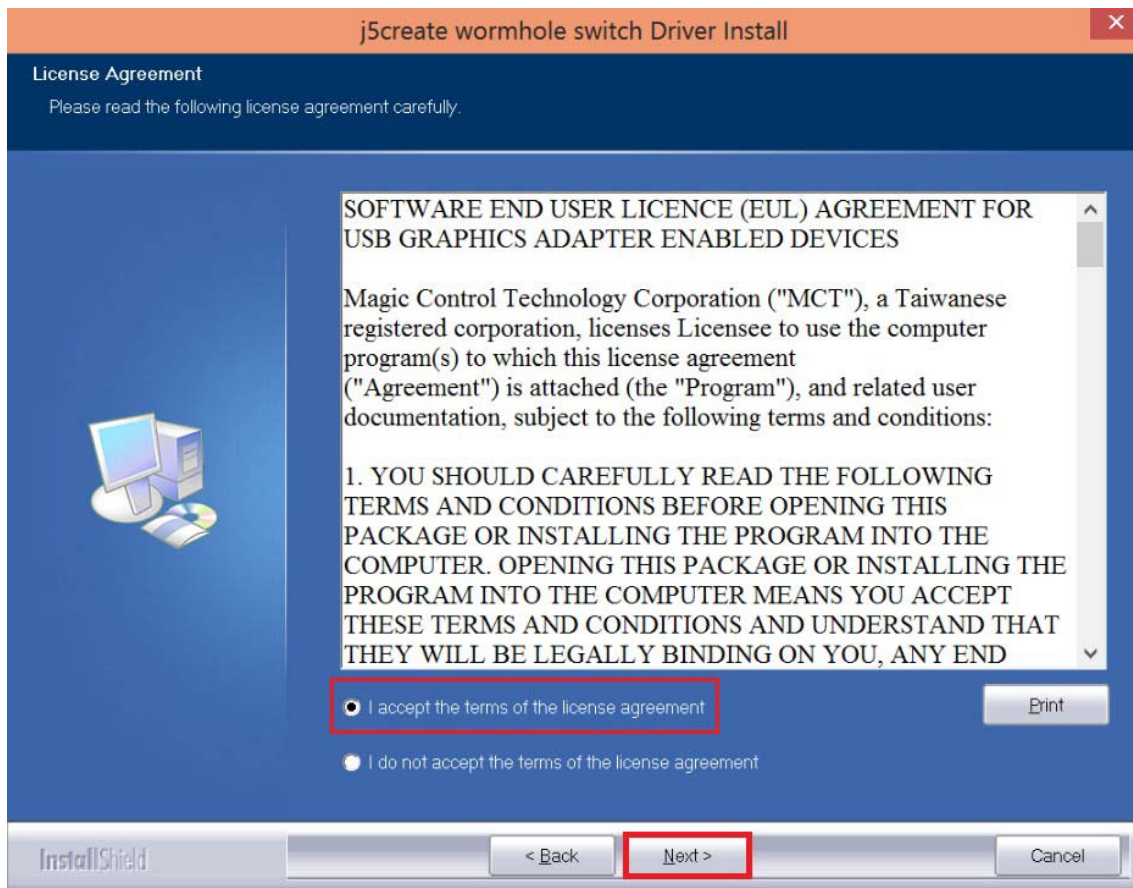 j5create wormhole switch Driver Install
License Agreement
Please read the following license agreement carefully.
SOFTWARE END USER LICENCE (EUL) AGREEMENT FOR
USB GRAPHICS ADAPTER ENABLED DEVICES
Magic Control Technology Corporation ("MCT"), a Taiwanese
registered corporation, licenses Licensee to use the computer
program(s) to which this license agreement
("Agreement") is attached (the "Program"), and related user
documentation, subject to the following terms and conditions:
1. YOU SHOULD CAREFULLY READ THE FOLLOWING
TERMS AND CONDITIONS BEFORE OPENING THIS
PACKAGE OR INSTALLING THE PROGRAM INTO THE
COMPUTER. OPENING THIS PACKAGE OR INSTALLING THE
PROGRAM INTO THE COMPUTER MEANS YOU ACCEPT
THESE TERMS AND CONDITIONS AND UNDERSTAND THAT
THEY WILL BE LEGALLY BINDING ON YOU, ANY END
I accept the terms of the license agreement
Print
I do not accept the terms of the license agreement
InstallShield
< Back
Next >
Cancel